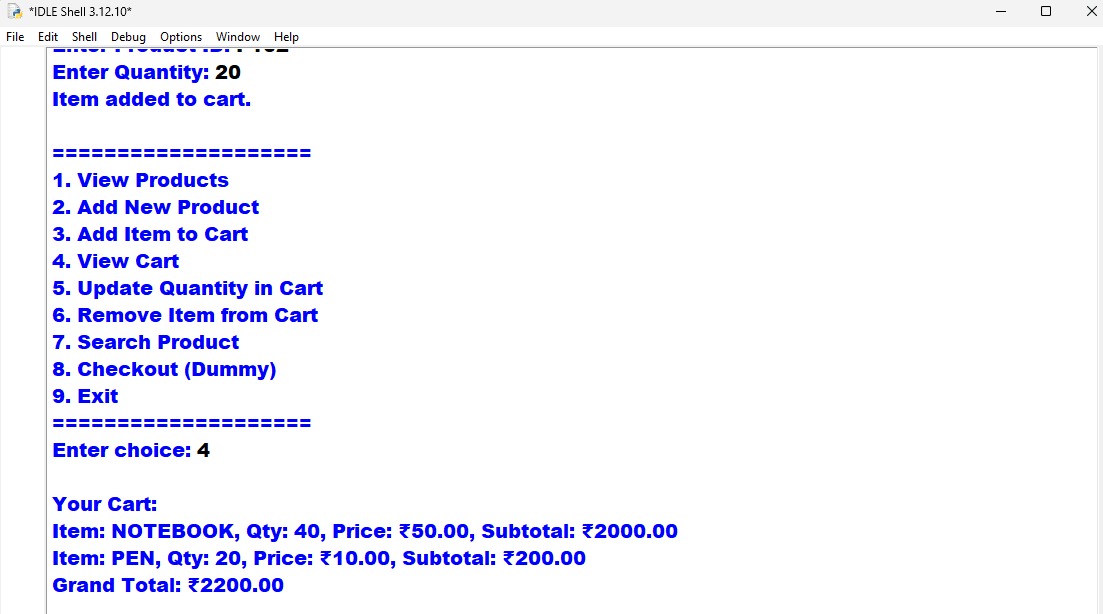 *IDLE Shell 3.12.10*
File Edit Shell Debug Options Window Help
Enter Product ID: P102
Enter Quantity: 20
Item added to cart.
====================
1. View Products
2. Add New Product
3. Add Item to Cart
4. View Cart
5. Update Quantity in Cart
6. Remove Item from Cart
7. Search Product
8. Checkout (Dummy)
9. Exit
====================
Enter choice: 4
Your Cart:
Item: NOTEBOOK, Qty: 40, Price: ₹50.00, Subtotal: ₹2000.00
Item: PEN, Qty: 20, Price: ₹10.00, Subtotal: ₹200.00
Grand Total: ₹2200.00